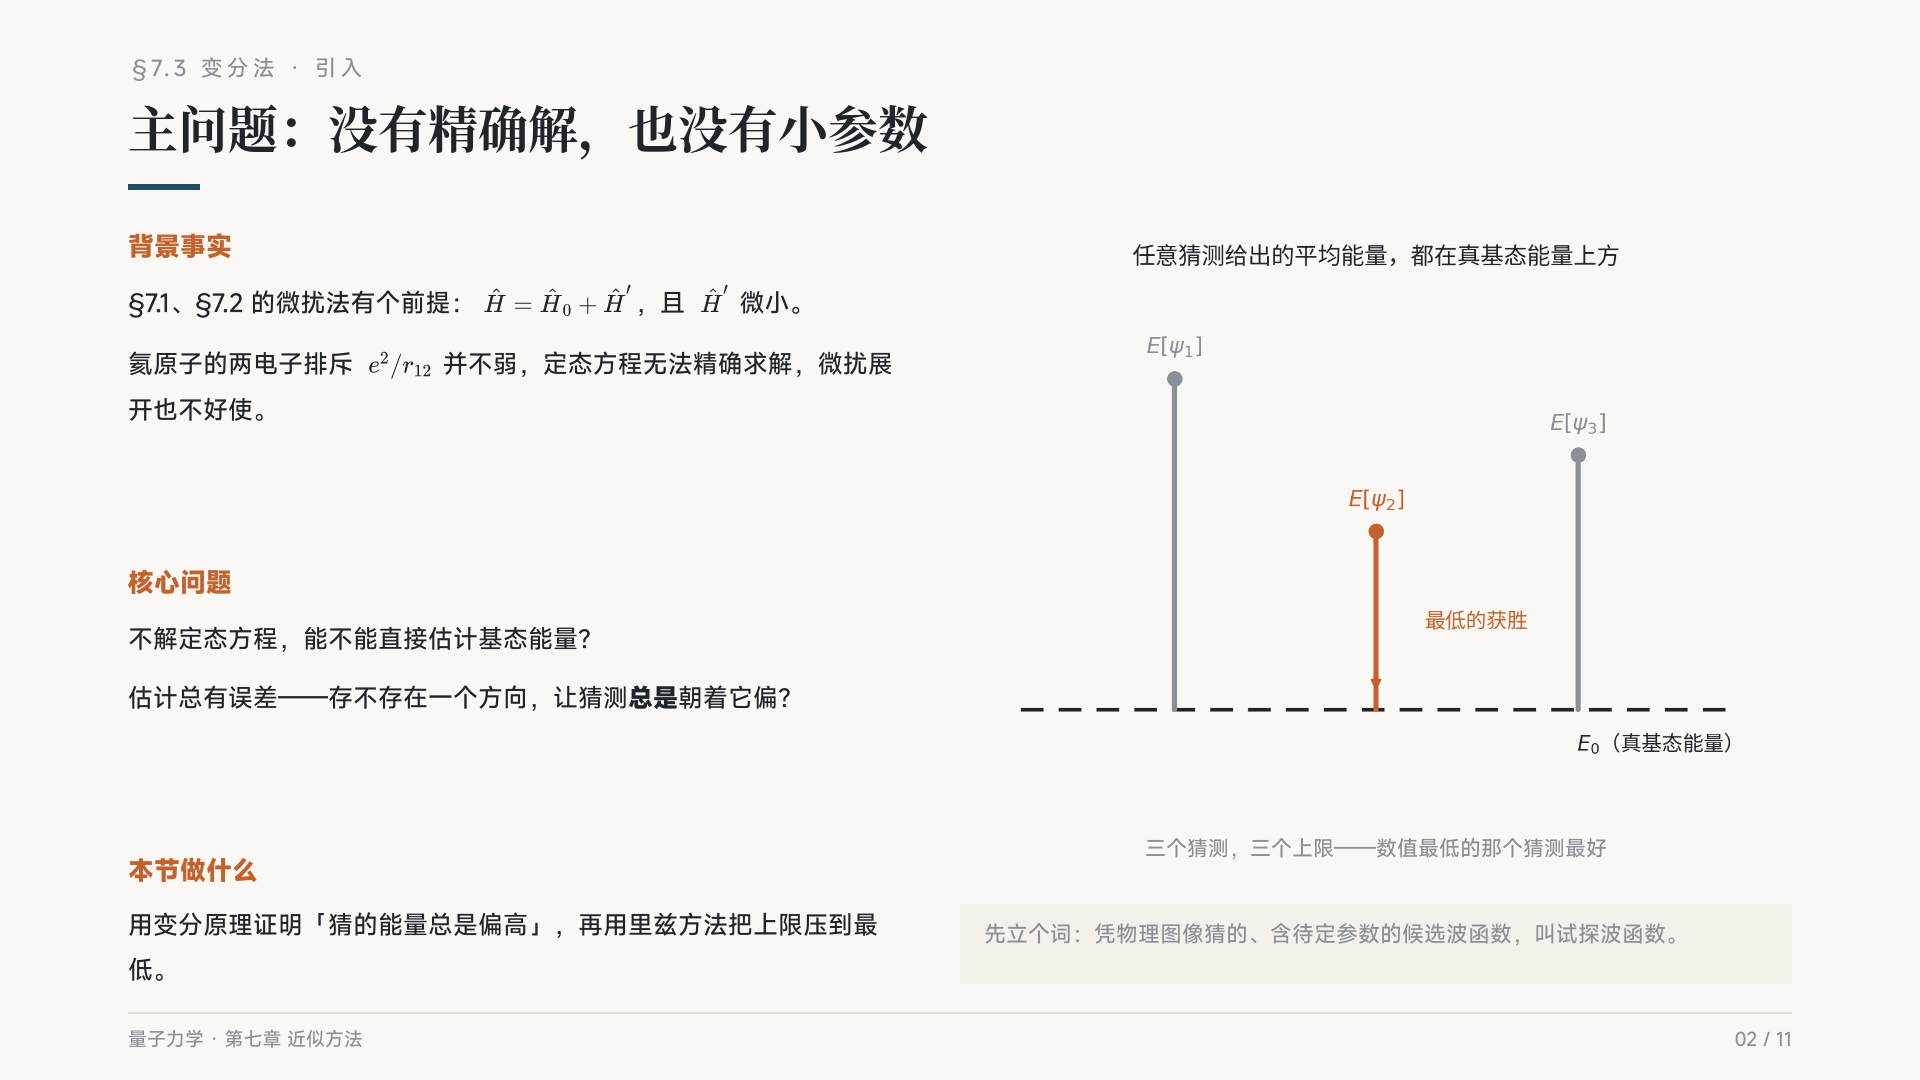 §7.3 变分法 · 引入
主问题：没有精确解，也没有小参数
背景事实
§7.1、§7.2 的微扰法有个前提： Ĥ = Ĥ₀ + Ĥ′ ，且 Ĥ′ 微小。
氦原子的两电子排斥 e²/r₁₂ 并不弱，定态方程无法精确求解，微扰展
开也不好使。
核心问题
不解定态方程，能不能直接估计基态能量？
估计总有误差——存不存在一个方向，让猜测总是朝着它偏？
本节做什么
用变分原理证明「猜的能量总是偏高」，再用里兹方法把上限压到最
低。
任意猜测给出的平均能量，都在真基态能量上方
E[ψ₁]
E[ψ₃]
E[ψ₂]
最低的获胜
E₀（真基态能量）
三个猜测，三个上限——数值最低的那个猜测最好
先立个词：凭物理图像猜的、含待定参数的候选波函数，叫试探波函数。
量子力学 · 第七章 近似方法
02 / 11